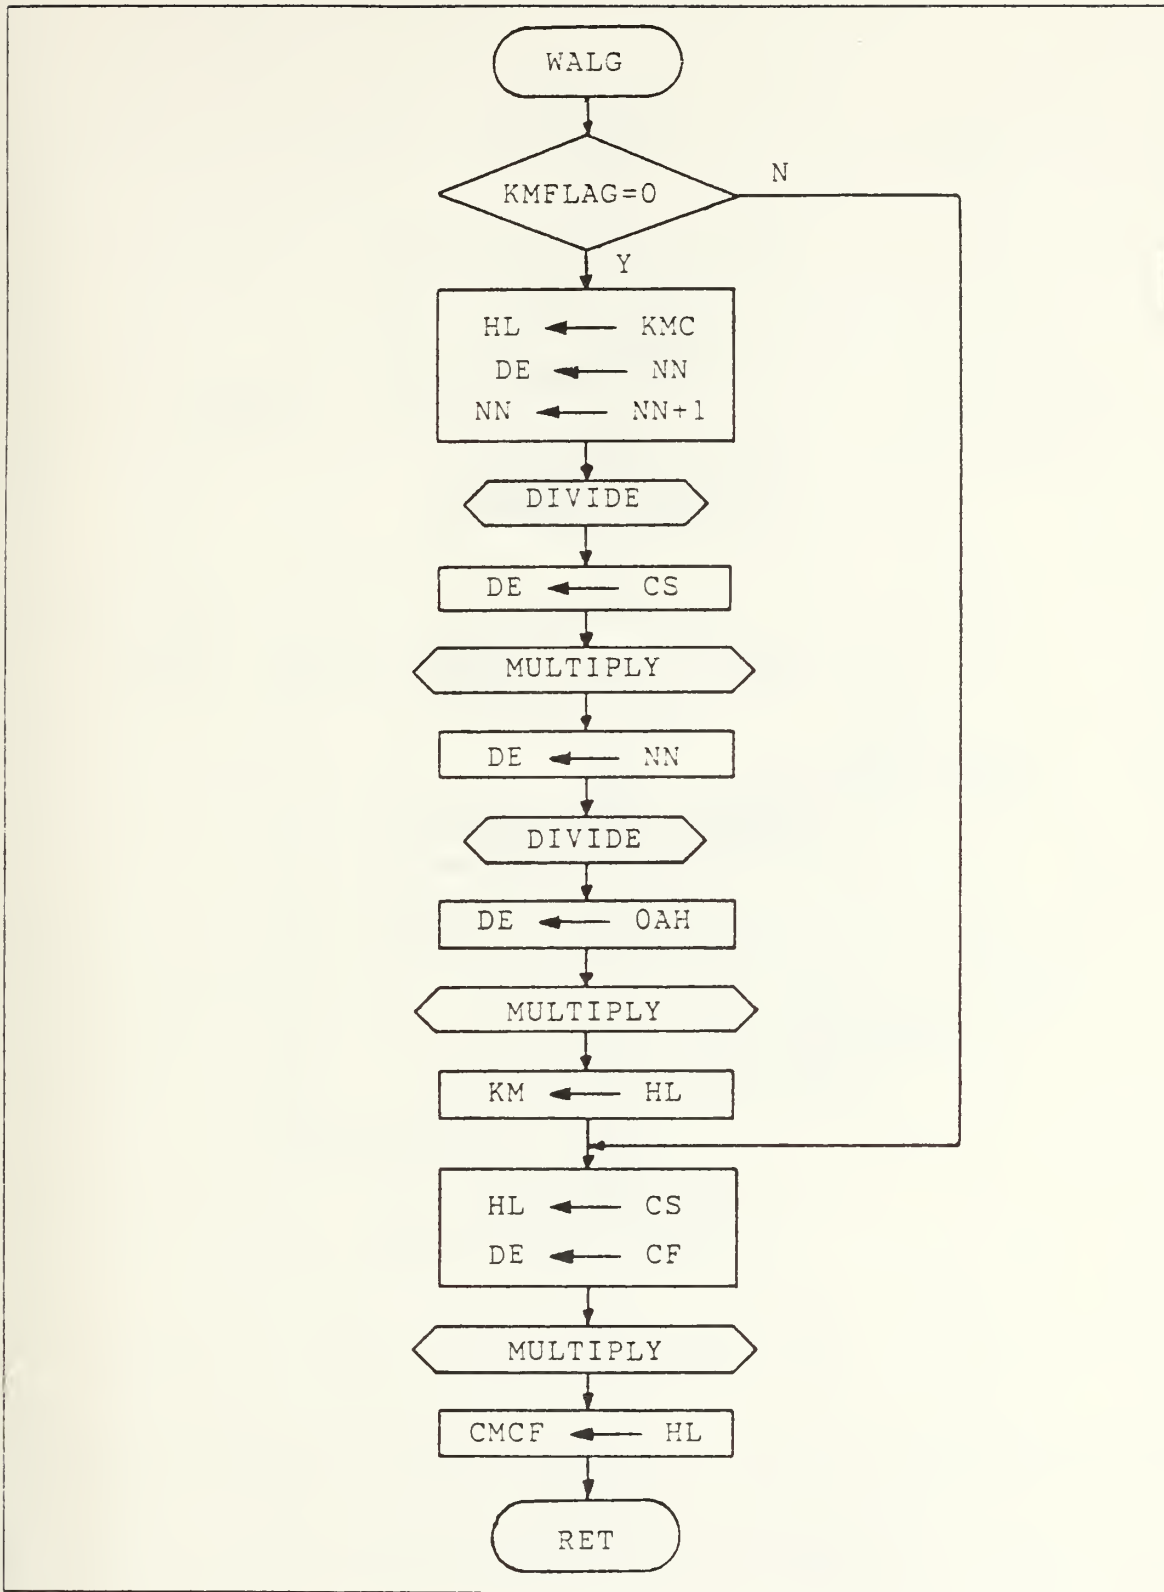 WALG
KMFLAG=0
N
Y
HL ← KMC
DE ← NN
NN ← NN+1
DIVIDE
DE ← CS
MULTIPLY
DE ← NN
DIVIDE
DE ← 0AH
MULTIPLY
KM ← HL
HL ← CS
DE ← CF
MULTIPLY
CMCF ← HL
RET